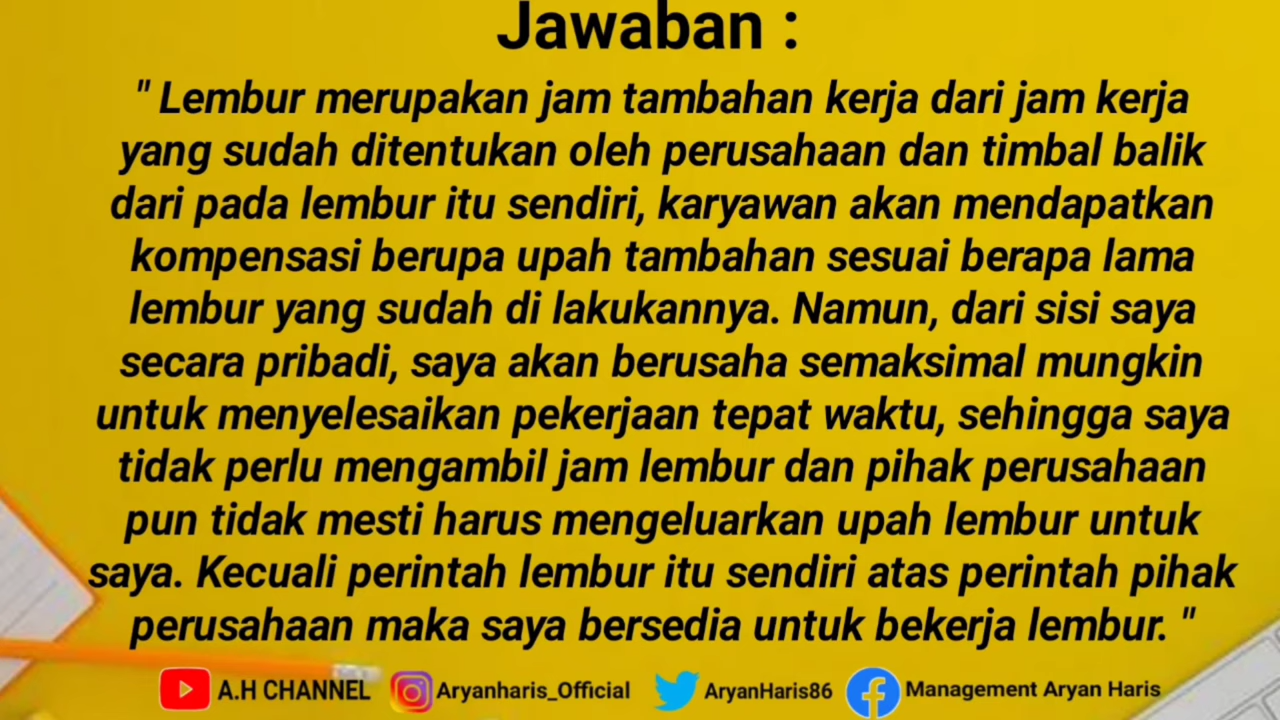 Jawaban :
" Lembur merupakan jam tambahan kerja dari jam kerja
yang sudah ditentukan oleh perusahaan dan timbal balik
dari pada lembur itu sendiri, karyawan akan mendapatkan
kompensasi berupa upah tambahan sesuai berapa lama
lembur yang sudah di lakukannya. Namun, dari sisi saya
secara pribadi, saya akan berusaha semaksimal mungkin
untuk menyelesaikan pekerjaan tepat waktu, sehingga saya
tidak perlu mengambil jam lembur dan pihak perusahaan
pun tidak mesti harus mengeluarkan upah lembur untuk
saya. Kecuali perintah lembur itu sendiri atas perintah pihak
perusahaan maka saya bersedia untuk bekerja lembur. "
A.H CHANNEL Aryanharis_Official AryanHaris86 Management Aryan Haris